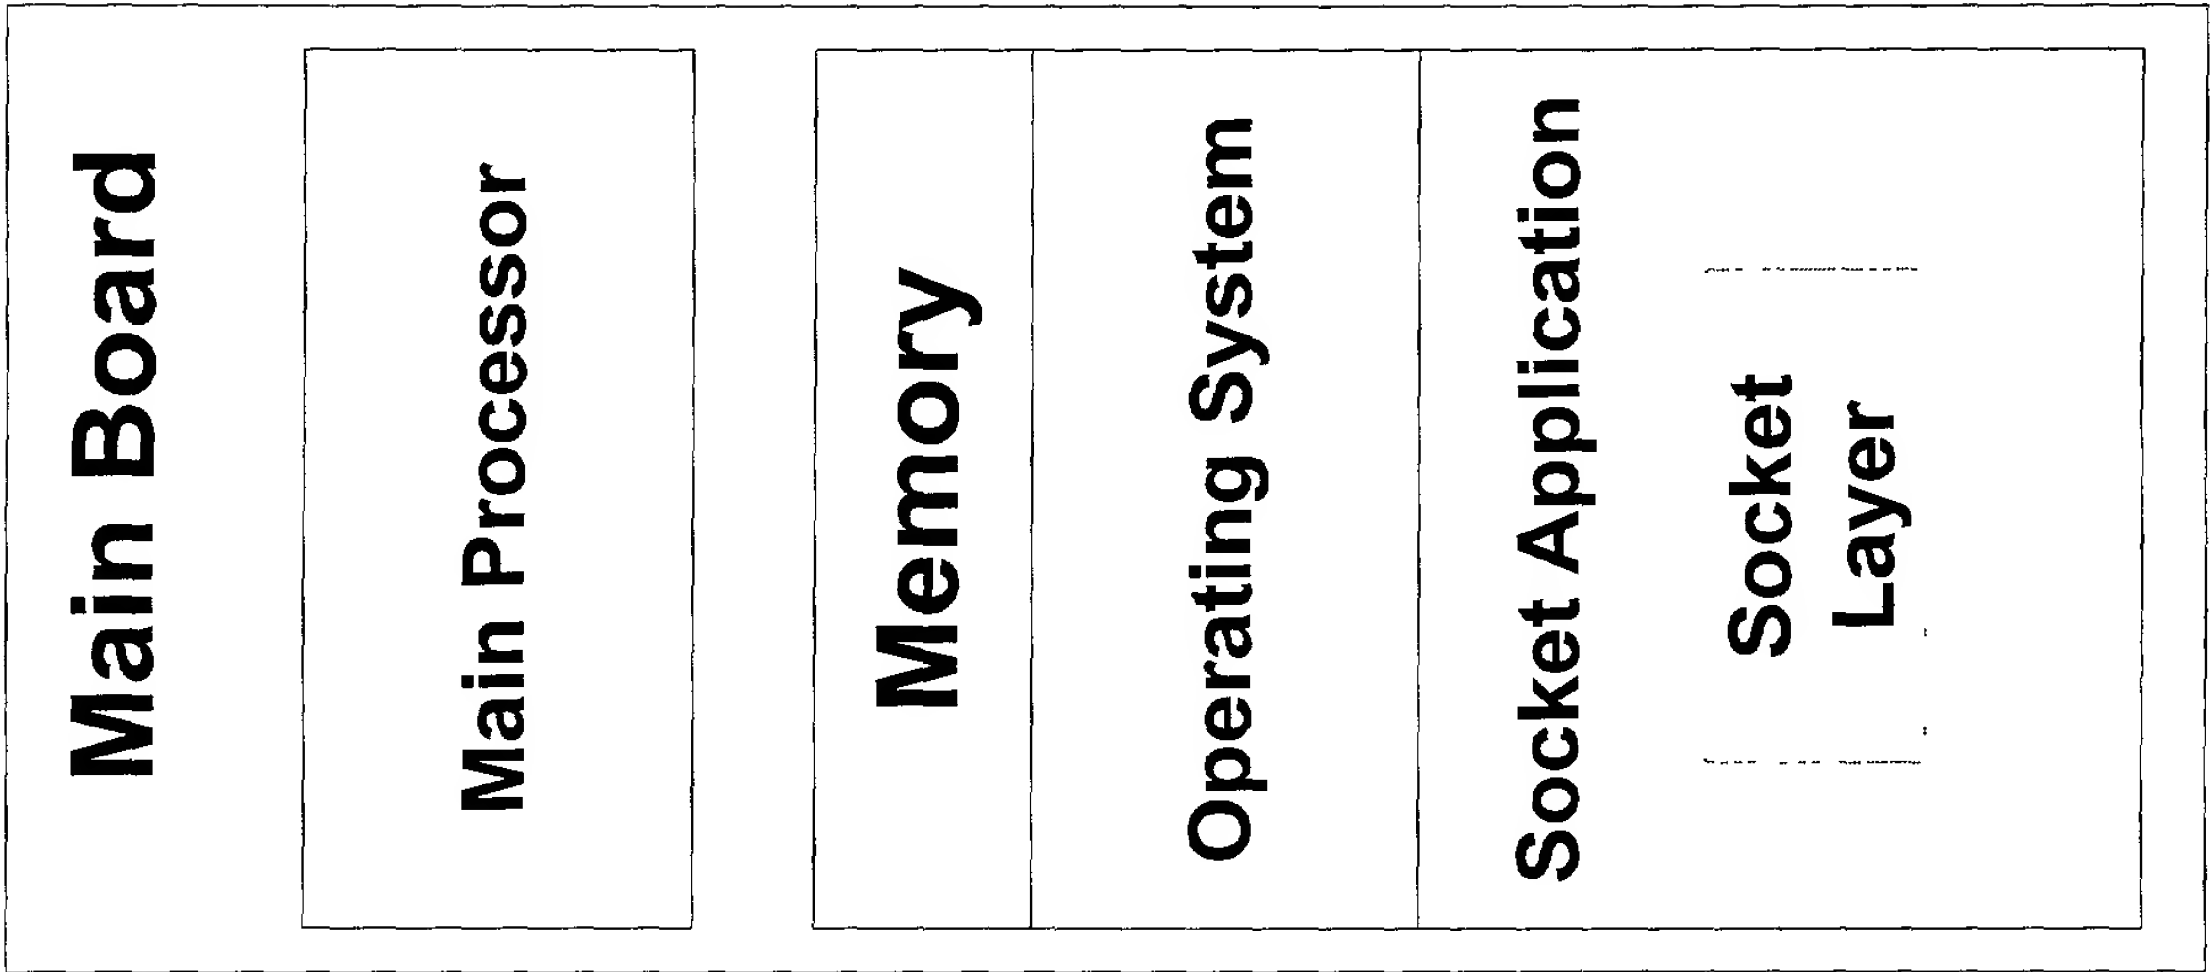 Main Board
Main Processor
Memory
Operating System
Socket Application
Socket
Layer